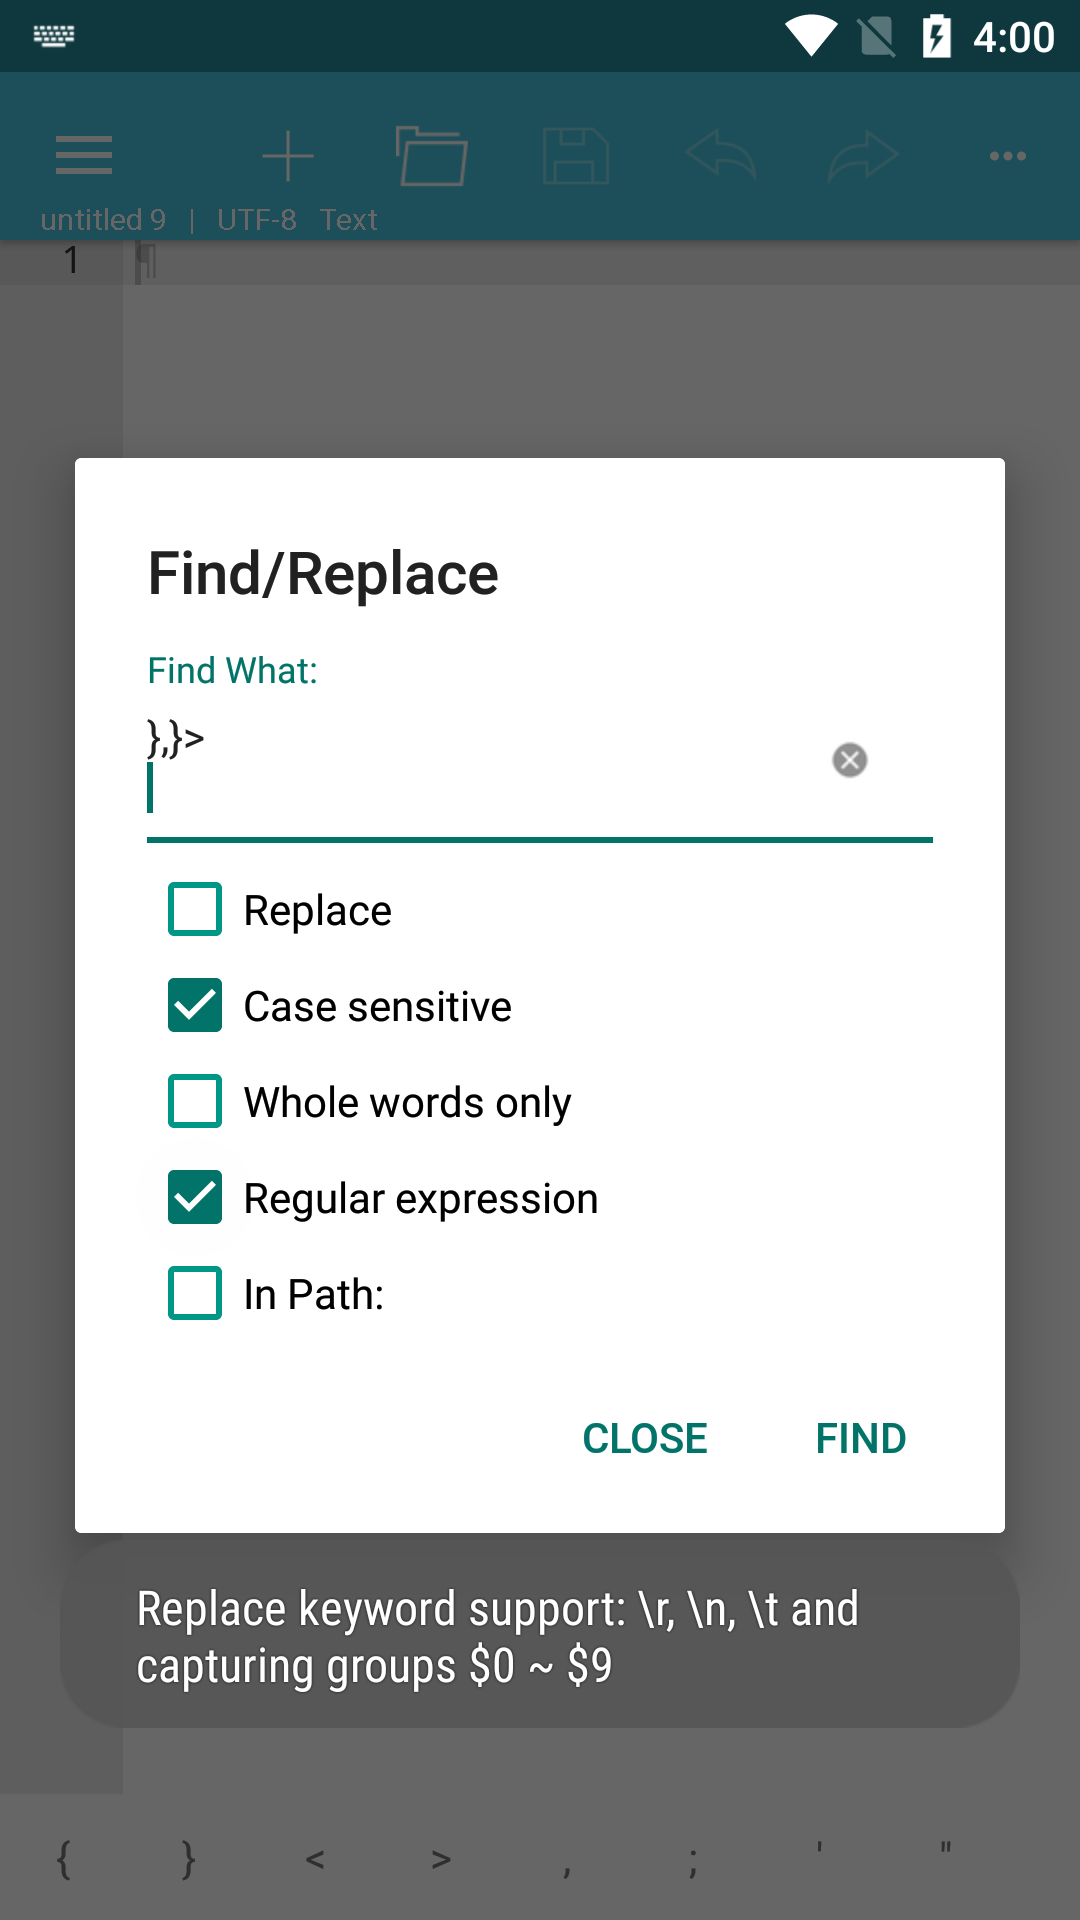 4:00
untitled 9 | UTF-8 Text
1 ¶
Find/Replace
Find What:
},}>
Replace
Case sensitive
Whole words only
Regular expression
In Path:
CLOSE FIND
Replace keyword support: \r, \n, \t and
capturing groups $0 ~ $9
{ } < > , ; ' "